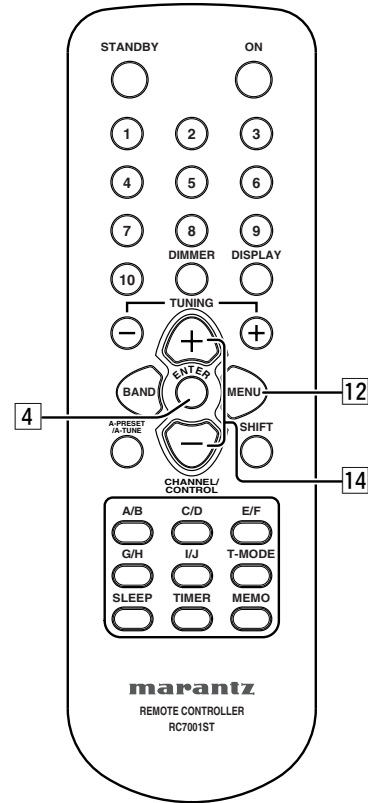 STANDBY ON
1 2 3
4 5 6
7 8 9
DIMMER DISPLAY
10
TUNING
− + +
ENTER
BAND MENU
4 12
A-PRESET
/A-TUNE
SHIFT
−
14
CHANNEL/
CONTROL
A/B C/D E/F
G/H I/J T-MODE
SLEEP TIMER MEMO
marantz
REMOTE CONTROLLER
RC7001ST